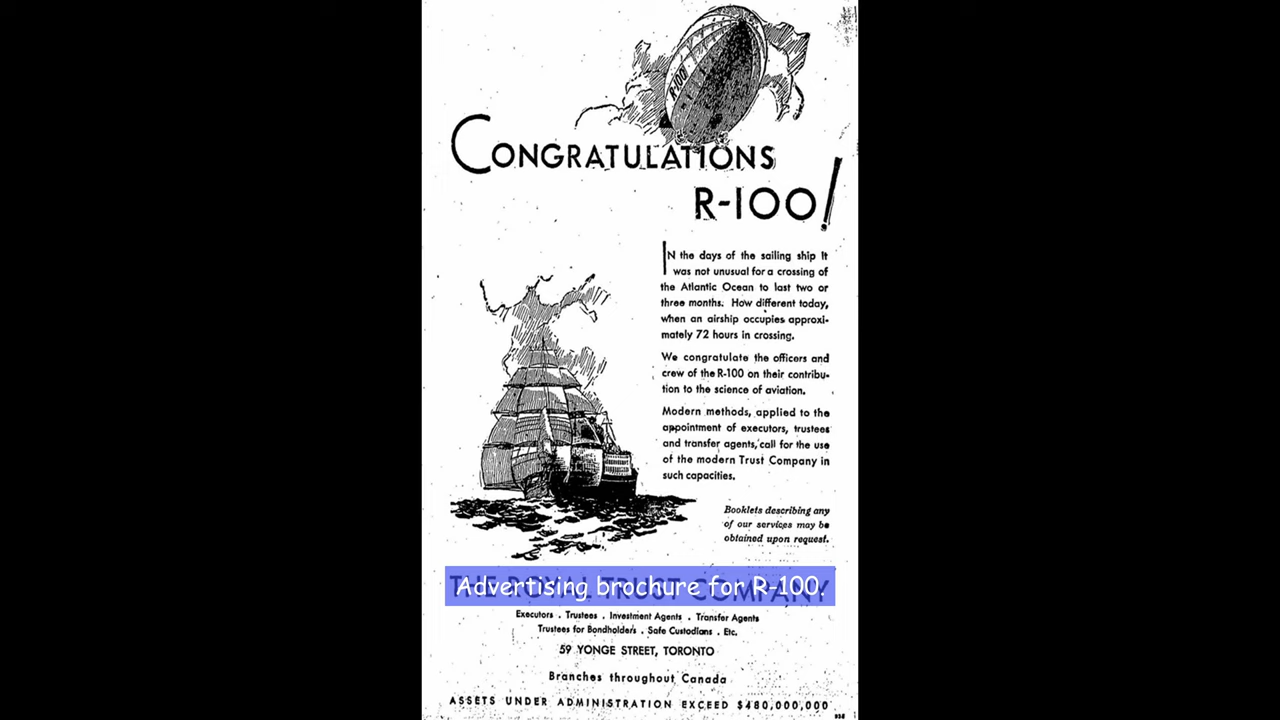 R-100
CONGRATULATIONS
R-100!
IN the days of the sailing ship it
was not unusual for a crossing of
the Atlantic Ocean to last two or
three months. How different today,
when an airship occupies approxi-
mately 72 hours in crossing.
We congratulate the officers and
crew of the R-100 on their contribu-
tion to the science of aviation.
Modern methods, applied to the
appointment of executors, trustees
and transfer agents, call for the use
of the modern Trust Company in
such capacities.
Booklets describing any
of our services may be
obtained upon request.
THE ROYAL TRUST COMPANY
Advertising brochure for R-100.
Executors . Trustees . Investment Agents . Transfer Agents
Trustees for Bondholders . Safe Custodians . Etc.
59 YONGE STREET, TORONTO
Branches throughout Canada
ASSETS UNDER ADMINISTRATION EXCEED $480,000,000